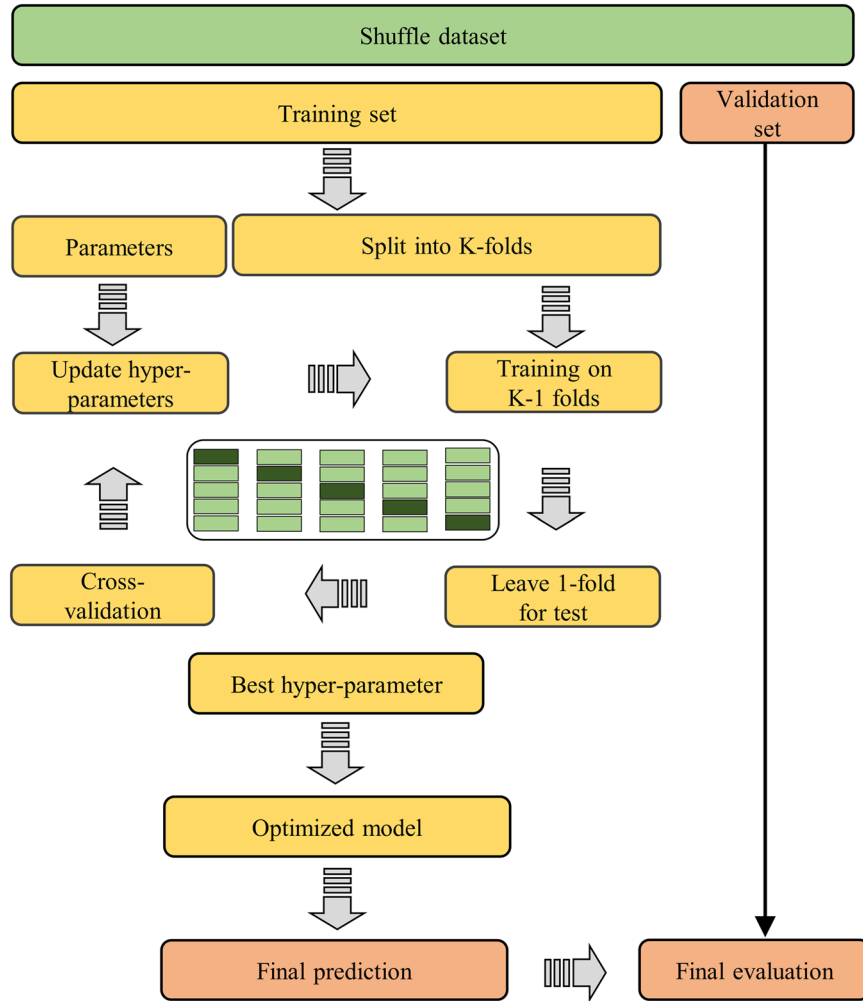 Shuffle dataset
Training set
Validation
set
Parameters
Split into K-folds
Update hyper-
parameters
Training on
K-1 folds
Cross-
validation
Leave 1-fold
for test
Best hyper-parameter
Optimized model
Final prediction
Final evaluation